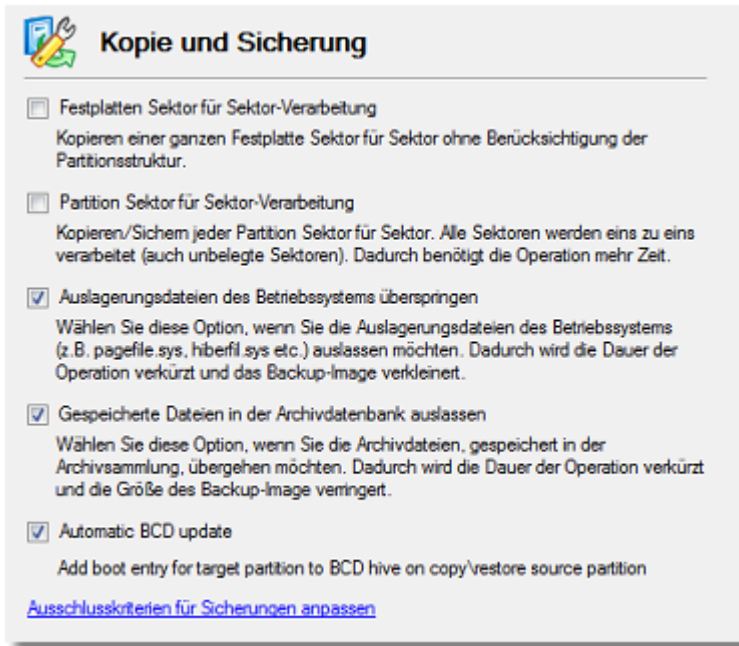 Kopie und Sicherung
Festplatten Sektor für Sektor-Verarbeitung
Kopieren einer ganzen Festplatte Sektor für Sektor ohne Berücksichtigung der
Partitionsstruktur.
Partition Sektor für Sektor-Verarbeitung
Kopieren/Sichern jeder Partition Sektor für Sektor. Alle Sektoren werden eins zu eins
verarbeitet (auch unbelegte Sektoren). Dadurch benötigt die Operation mehr Zeit.
Auslagerungsdateien des Betriebssystems überspringen
Wählen Sie diese Option, wenn Sie die Auslagerungsdateien des Betriebssystems
(z.B. pagefile.sys, hiberfil.sys etc.) auslassen möchten. Dadurch wird die Dauer der
Operation verkürzt und das Backup-Image verkleinert.
Gespeicherte Dateien in der Archivdatenbank auslassen
Wählen Sie diese Option, wenn Sie die Archivdateien, gespeichert in der
Archivsammlung, übergehen möchten. Dadurch wird die Dauer der Operation verkürzt
und die Größe des Backup-Image verringert.
Automatic BCD update
Add boot entry for target partition to BCD hive on copy\restore source partition
Ausschlusskriterien für Sicherungen anpassen